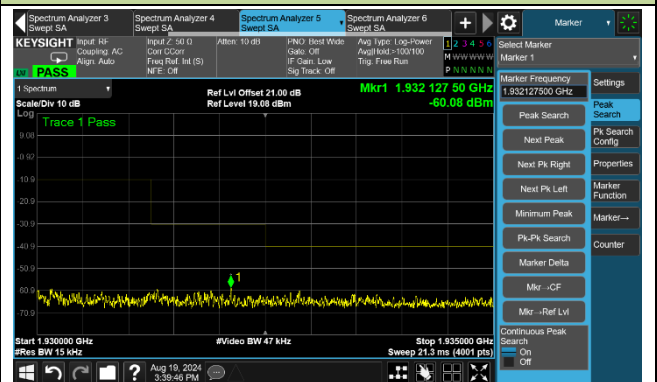 Spectrum Analyzer 3
Swept SA
Spectrum Analyzer 4
Swept SA
Spectrum Analyzer 5
Swept SA
Spectrum Analyzer 6
Swept SA
+
Marker
KEYSIGHT
Input: RF
Coupling: AC
Align: Auto
Input Z: 50 Ω
Corr CCorr
Freq Ref: Int (S)
NFE: Off
Atten: 10 dB
PNO: Best Wide
Gate: Off
IF Gain: Low
Sig Track: Off
Avg Type: Log-Power
Avg|Hold:>100/100
Trig: Free Run
1 2 3 4 5 6
M W W W W W
P N N N N N
PASS
Select Marker
Marker 1
1 Spectrum
Scale/Div 10 dB
Log
Ref Lvl Offset 21.00 dB
Ref Level 19.08 dBm
Mkr1 1.932 127 50 GHz
-60.08 dBm
Trace 1 Pass
9.08
-0.92
-10.9
-20.9
-30.9
-40.9
-50.9
-60.9
-70.9
1
Start 1.930000 GHz
#Res BW 15 kHz
#Video BW 47 kHz
Stop 1.935000 GHz
Sweep 21.3 ms (4001 pts)
Marker Frequency
1.932127500 GHz
Peak Search
Next Peak
Next Pk Right
Next Pk Left
Minimum Peak
Pk-Pk Search
Marker Delta
Mkr→CF
Mkr→Ref Lvl
Continuous Peak
Search
On
Off
Settings
Peak
Search
Pk Search
Config
Properties
Marker
Function
Marker→
Counter
?
Aug 19, 2024
3:39:46 PM